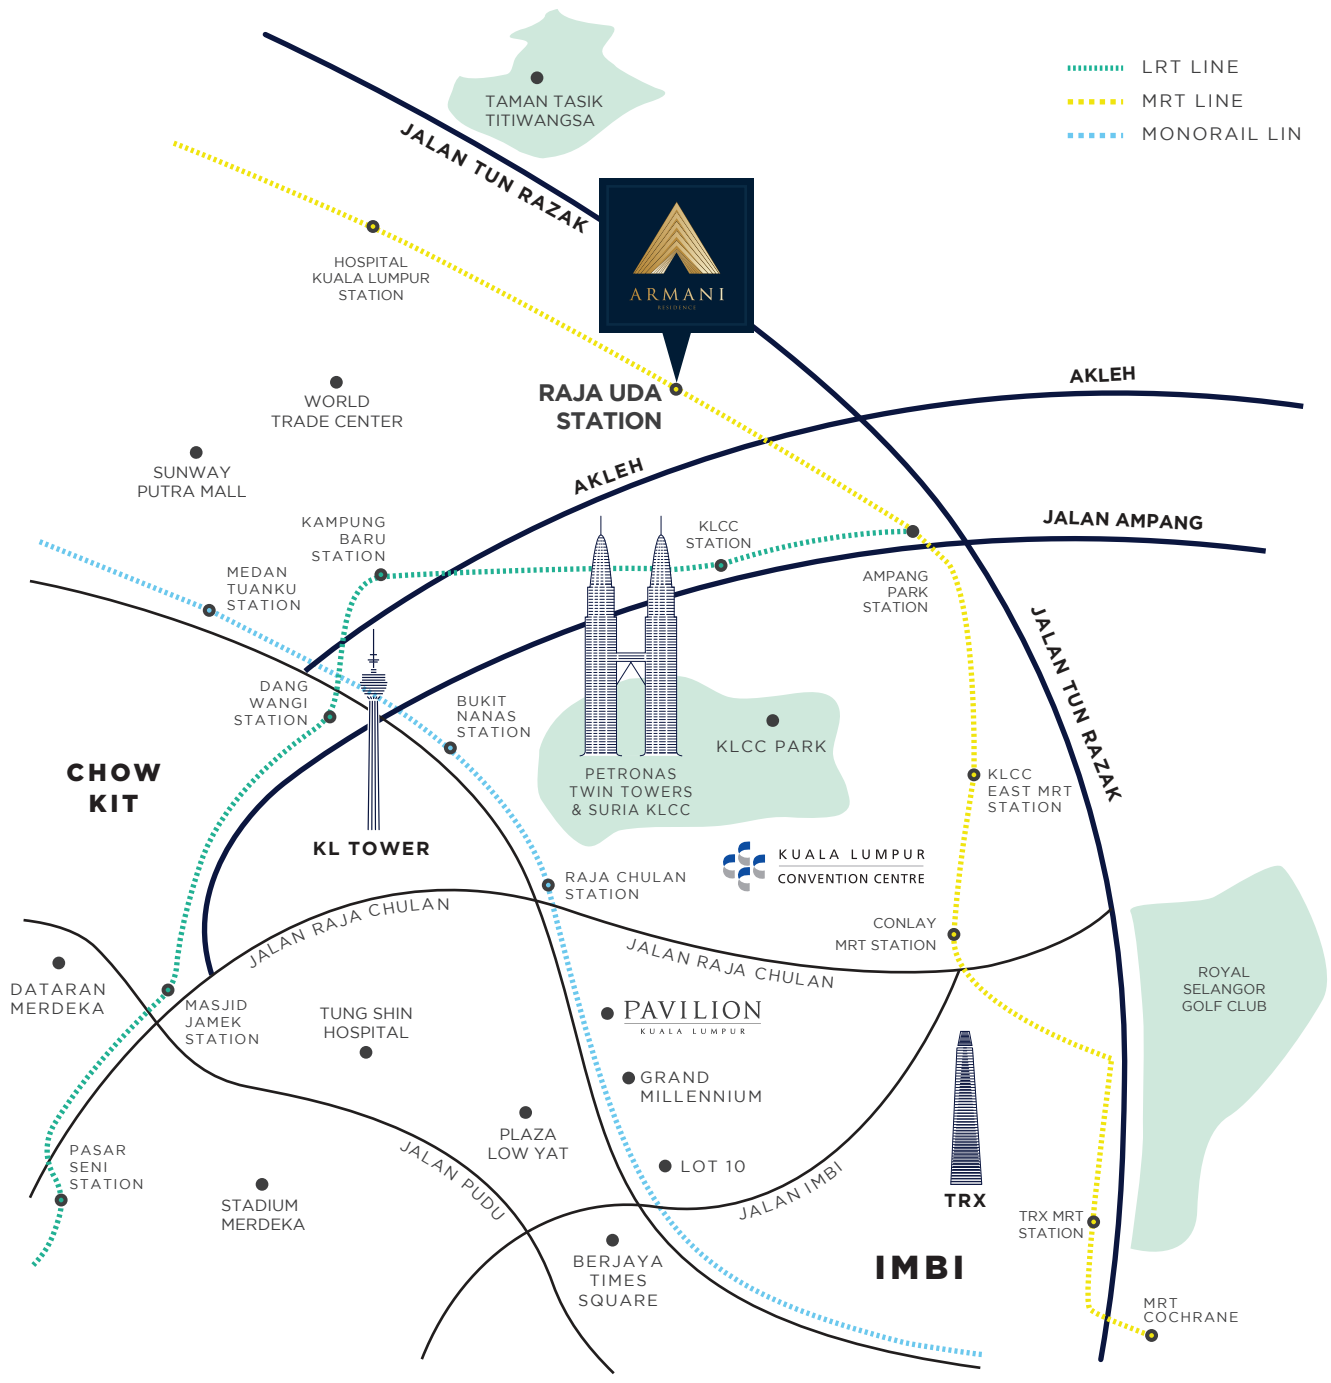 LRT LINE
MRT LINE
MONORAIL LIN
TAMAN TASIK
TITIWANGSA
JALAN TUN RAZAK
ARMANI
RESIDENCE
HOSPITAL
KUALA LUMPUR
STATION
RAJA UDA
STATION
AKLEH
WORLD
TRADE CENTER
SUNWAY
PUTRA MALL
AKLEH
JALAN AMPANG
KAMPUNG
BARU
STATION
KLCC
STATION
MEDAN
TUANKU
STATION
AMPANG
PARK
STATION
JALAN TUN RAZAK
DANG
WANGI
STATION
BUKIT
NANAS
STATION
KLCC PARK
CHOW
KIT
PETRONAS
TWIN TOWERS
& SURIA KLCC
KLCC
EAST MRT
STATION
KL TOWER
KUALA LUMPUR
CONVENTION CENTRE
RAJA CHULAN
STATION
JALAN RAJA CHULAN
JALAN RAJA CHULAN
CONLAY
MRT STATION
DATARAN
MERDEKA
ROYAL
SELANGOR
GOLF CLUB
MASJID
JAMEK
STATION
TUNG SHIN
HOSPITAL
PAVILION
KUALA LUMPUR
GRAND
MILLENNIUM
PLAZA
LOW YAT
LOT 10
JALAN PUDU
JALAN IMBI
PASAR
SENI
STATION
STADIUM
MERDEKA
TRX
TRX MRT
STATION
BERJAYA
TIMES
SQUARE
IMBI
MRT
COCHRANE